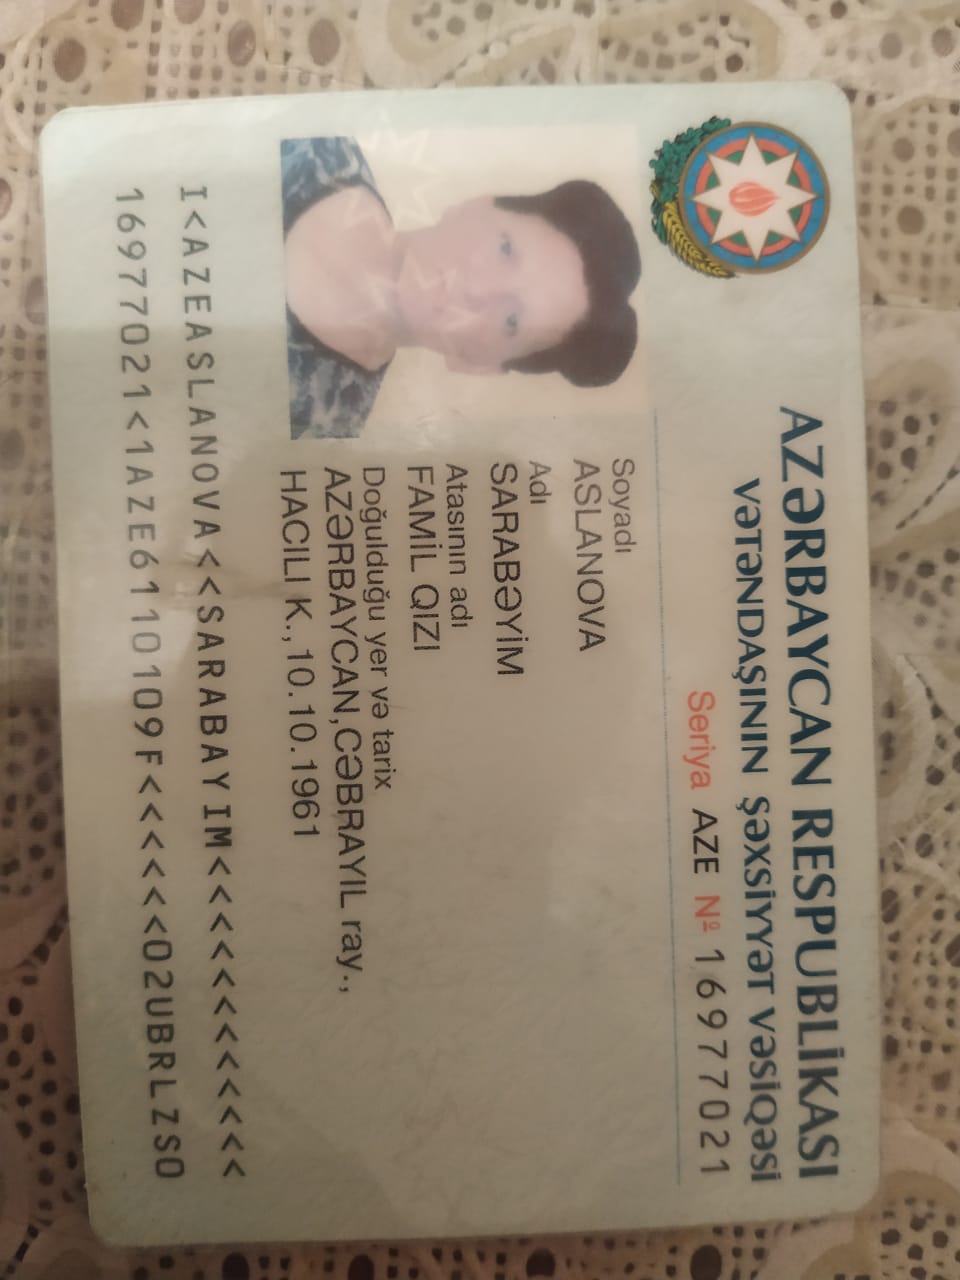 AZƏRBAYCAN RESPUBLİKASI
VƏTƏNDAŞININ ŞƏXSİYYƏT VƏSİQƏSİ
Seriya AZE № 16977021
Soyadı
ASLANOVA
Adı
SARABƏYİM
Atasının adı
FAMİL QIZI
Doğulduğu yer və tarix
AZƏRBAYCAN,CƏBRAYIL ray.,
HACILI K., 10.10.1961
I<AZEASLANOVA<<SARABAYIM<<<<<<<<<<<<
16977021<1AZE6110109F<<<<<<<02UBRLZS0